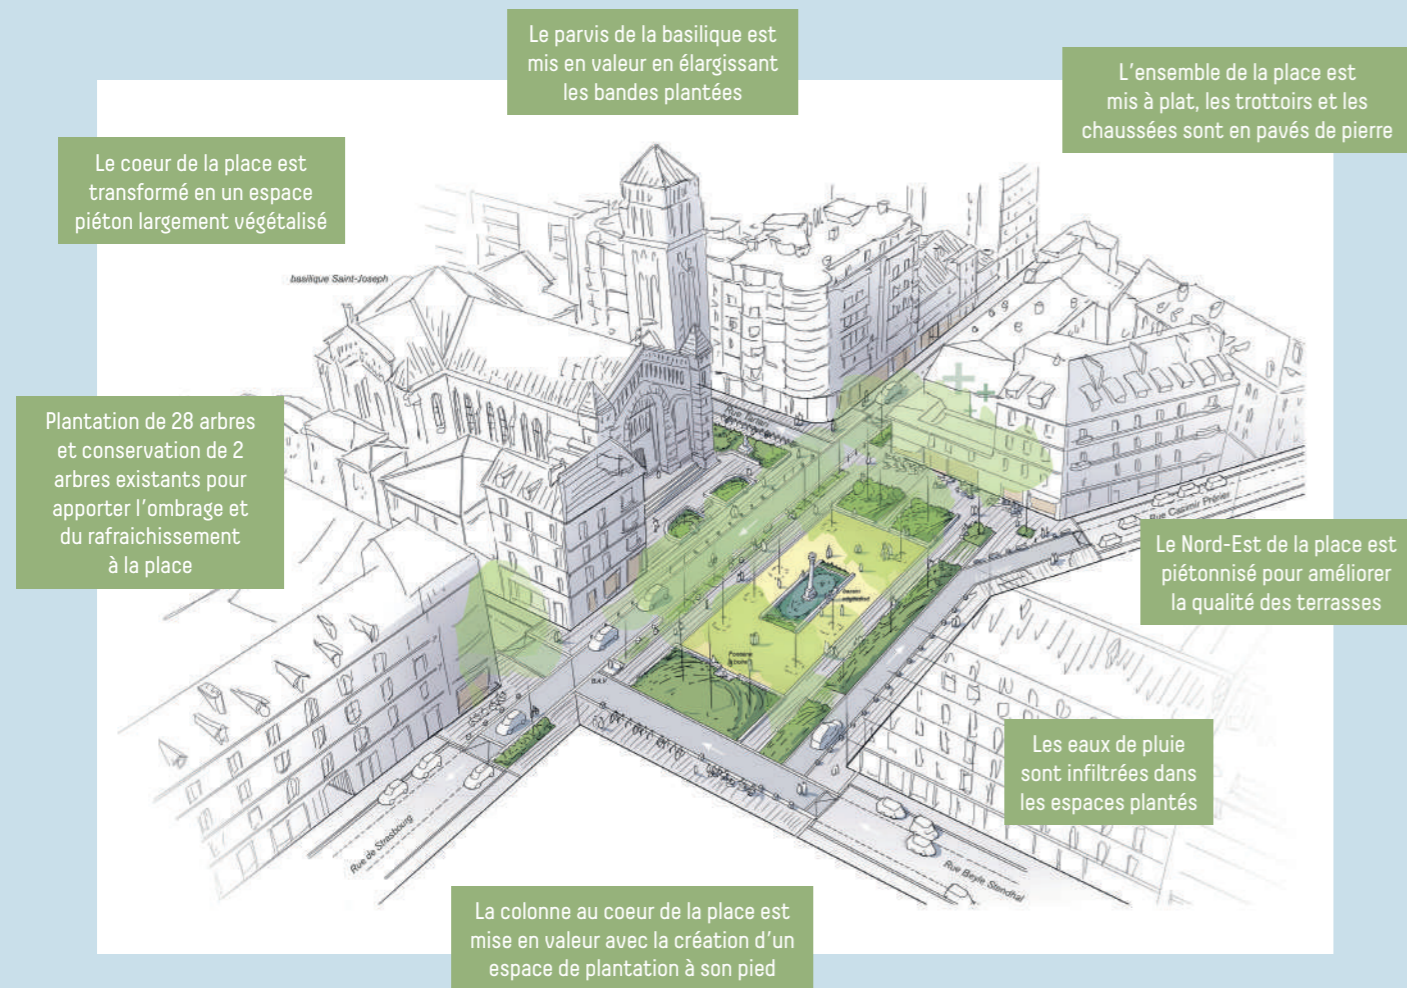 Le parvis de la basilique est
mis en valeur en élargissant
les bandes plantées
L'ensemble de la place est
mis à plat, les trottoirs et les
chaussées sont en pavés de pierre
Le coeur de la place est
transformé en un espace
piéton largement végétalisé
basilique Saint-Joseph
Plantation de 28 arbres
et conservation de 2
arbres existants pour
apporter l'ombrage et
du rafraichissement
à la place
Rue Casimir Périer
Le Nord-Est de la place est
piétonnisé pour améliorer
la qualité des terrasses
Les eaux de pluie
sont infiltrées dans
les espaces plantés
Rue de Strasbourg
Rue Beyle Stendhal
La colonne au coeur de la place est
mise en valeur avec la création d'un
espace de plantation à son pied